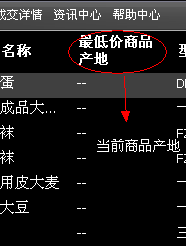 成交详情 资讯中心 帮助中心
名称 最低价商品
产地
蛋 --
成品大... --
袜 --
当前商品产地
袜 --
用皮大麦 --
大豆 --
--
--